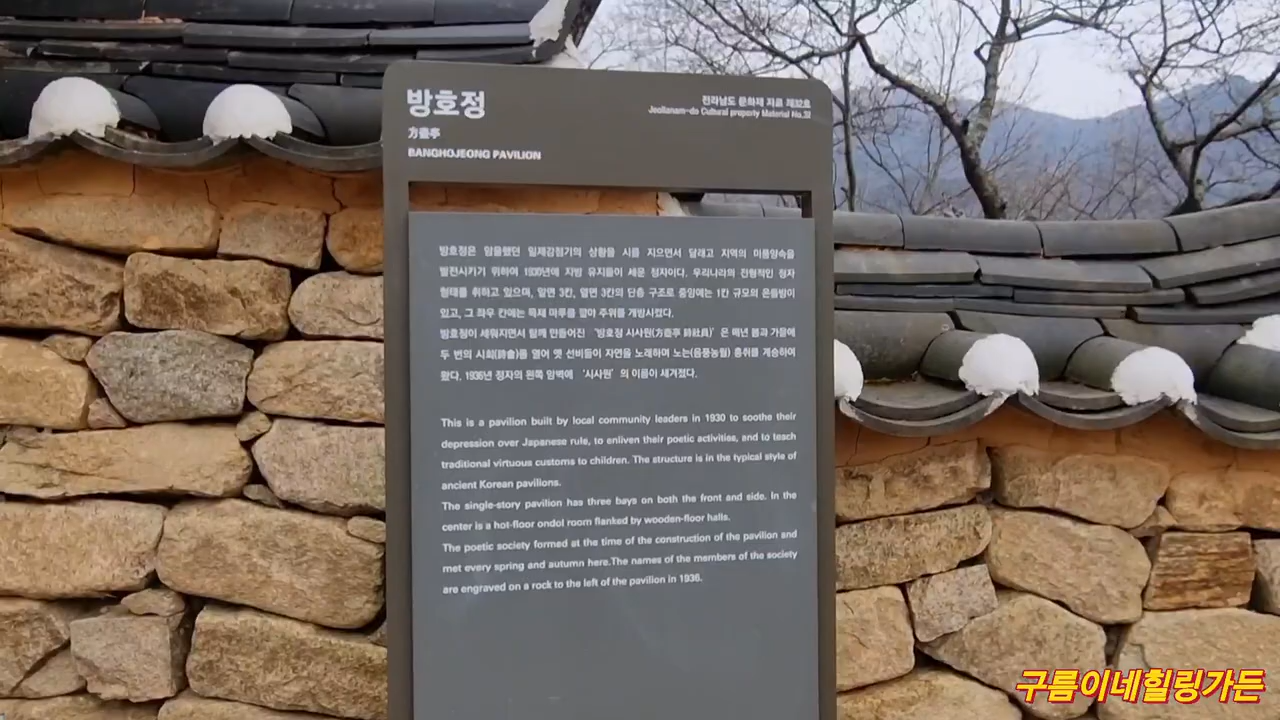 방호정
전라남도 문화재 자료 제32호
Jeollanam-do Cultural property Material No.32
方壺亭
BANGHOJEONG PAVILION
방호정은 암울했던 일제강점기의 상황을 시를 지으면서 달래고 지역의 미풍양속을
발전시키기 위하여 1930년에 지방 유지들이 세운 정자이다. 우리나라의 전형적인 정자
형태를 취하고 있으며, 앞면 3칸, 옆면 3칸의 단층 구조로 중앙에는 1칸 규모의 온돌방이
있고, 그 좌우 칸에는 목재 마루를 깔아 주위를 개방시켰다.
방호정이 세워지면서 함께 만들어진 '방호정 시사원(方壺亭 詩社員)' 은 매년 봄과 가을에
두 번의 시회(詩會)를 열어 옛 선비들이 자연을 노래하며 노는(음풍농월) 흥취를 계승하여
왔다. 1936년 정자의 왼쪽 암벽에 '시사원' 의 이름이 새겨졌다.
This is a pavilion built by local community leaders in 1930 to soothe their
depression over Japanese rule, to enliven their poetic activities, and to teach
traditional virtuous customs to children. The structure is in the typical style of
ancient Korean pavilions.
The single-story pavilion has three bays on both the front and side. In the
center is a hot-floor ondol room flanked by wooden-floor halls.
The poetic society formed at the time of the construction of the pavilion and
met every spring and autumn here.The names of the members of the society
are engraved on a rock to the left of the pavilion in 1936.
구름이네힐링가든